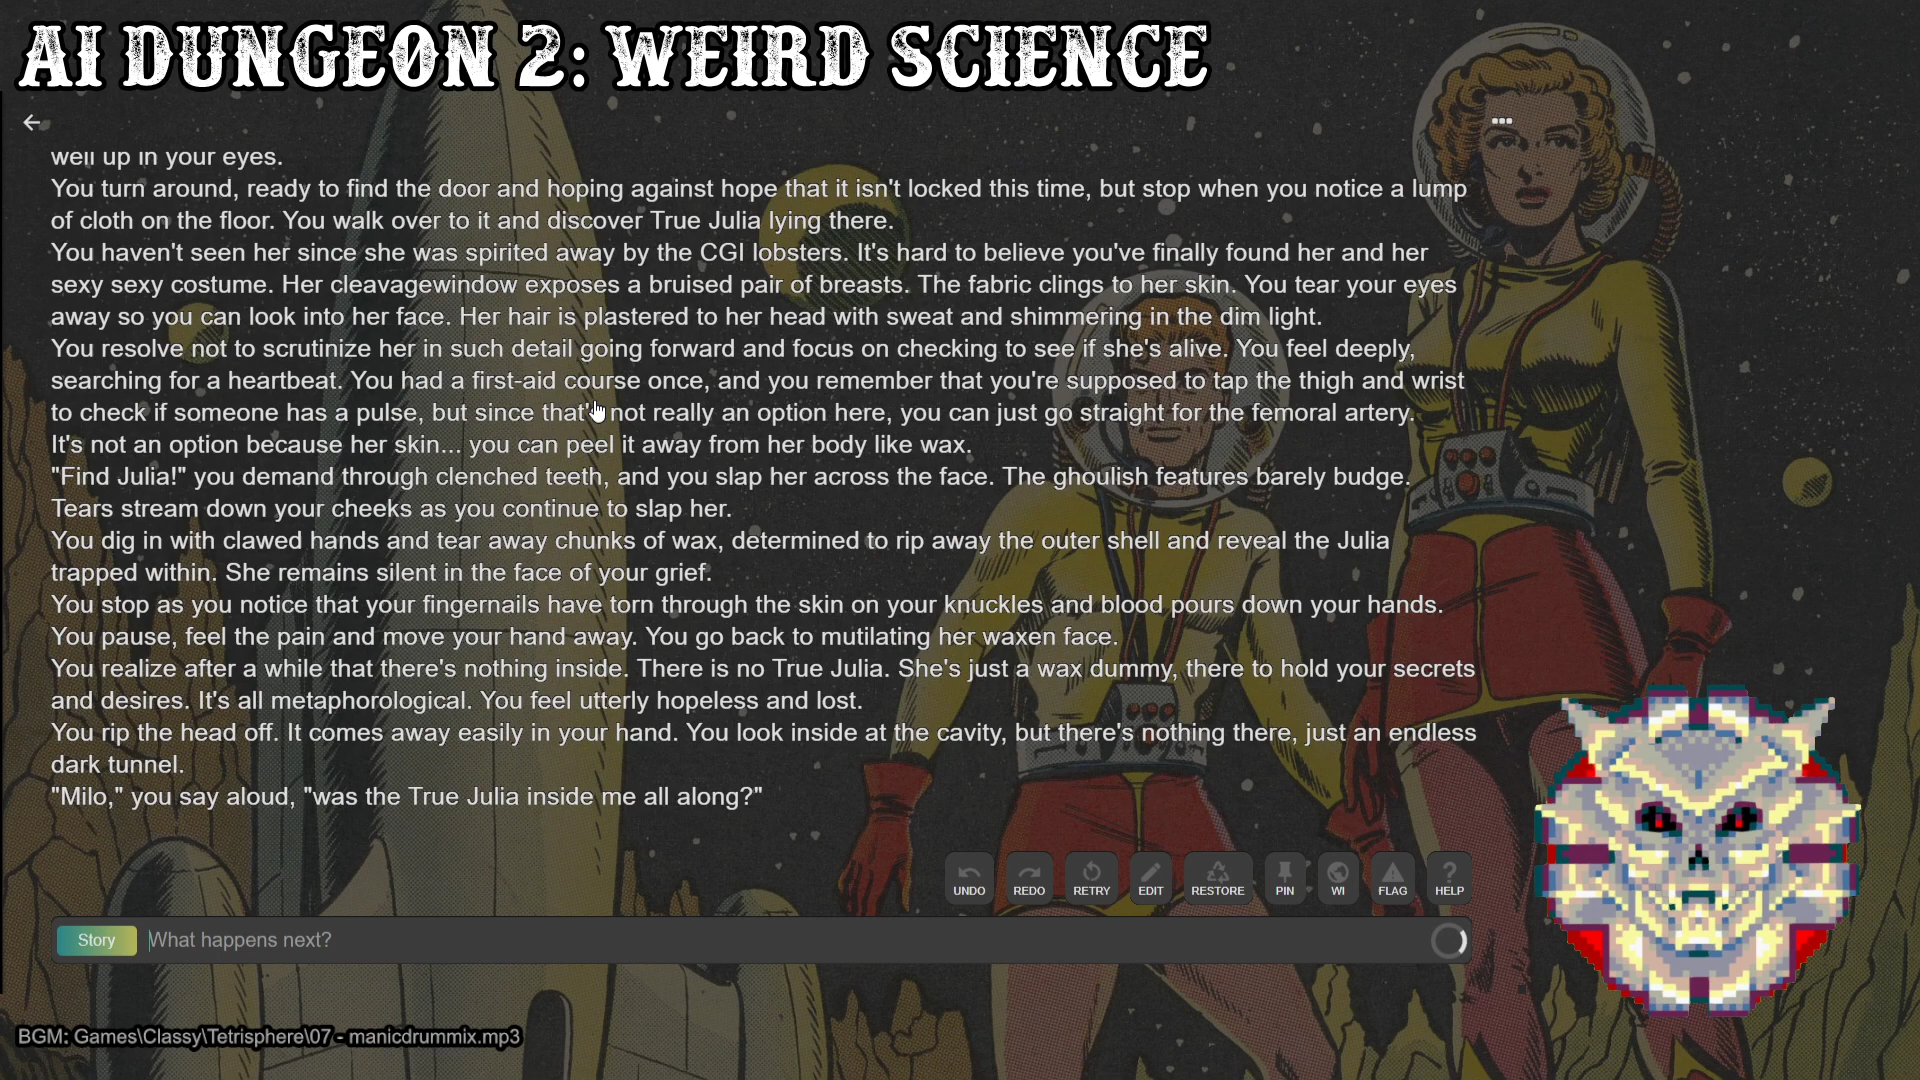 AI DUNGEON 2: WEIRD SCIENCE
well up in your eyes.
You turn around, ready to find the door and hoping against hope that it isn't locked this time, but stop when you notice a lump
of cloth on the floor. You walk over to it and discover True Julia lying there.
You haven't seen her since she was spirited away by the CGI lobsters. It's hard to believe you've finally found her and her
sexy sexy costume. Her cleavagewindow exposes a bruised pair of breasts. The fabric clings to her skin. You tear your eyes
away so you can look into her face. Her hair is plastered to her head with sweat and shimmering in the dim light.
You resolve not to scrutinize her in such detail going forward and focus on checking to see if she's alive. You feel deeply,
searching for a heartbeat. You had a first-aid course once, and you remember that you're supposed to tap the thigh and wrist
to check if someone has a pulse, but since that's not really an option here, you can just go straight for the femoral artery.
It's not an option because her skin... you can peel it away from her body like wax.
"Find Julia!" you demand through clenched teeth, and you slap her across the face. The ghoulish features barely budge.
Tears stream down your cheeks as you continue to slap her.
You dig in with clawed hands and tear away chunks of wax, determined to rip away the outer shell and reveal the Julia
trapped within. She remains silent in the face of your grief.
You stop as you notice that your fingernails have torn through the skin on your knuckles and blood pours down your hands.
You pause, feel the pain and move your hand away. You go back to mutilating her waxen face.
You realize after a while that there's nothing inside. There is no True Julia. She's just a wax dummy, there to hold your secrets
and desires. It's all metaphorological. You feel utterly hopeless and lost.
You rip the head off. It comes away easily in your hand. You look inside at the cavity, but there's nothing there, just an endless
dark tunnel.
"Milo," you say aloud, "was the True Julia inside me all along?"
UNDO REDO RETRY EDIT RESTORE PIN WI FLAG HELP
Story What happens next?
BGM: Games\Classy\Tetrisphere\07 - manicdrummix.mp3